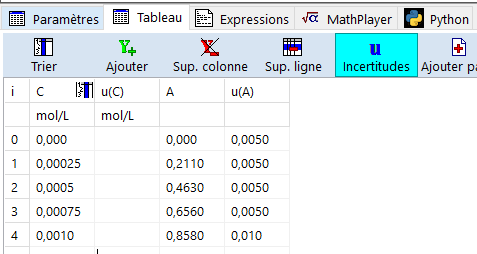 Paramètres Tableau Expressions √α MathPlayer Python
Y+ Y u
Trier Ajouter Sup. colonne Sup. ligne Incertitudes Ajouter pa
i C u(C) A u(A)
mol/L mol/L
0 0,000 0,000 0,0050
1 0,00025 0,2110 0,0050
2 0,0005 0,4630 0,0050
3 0,00075 0,6560 0,0050
4 0,0010 0,8580 0,010